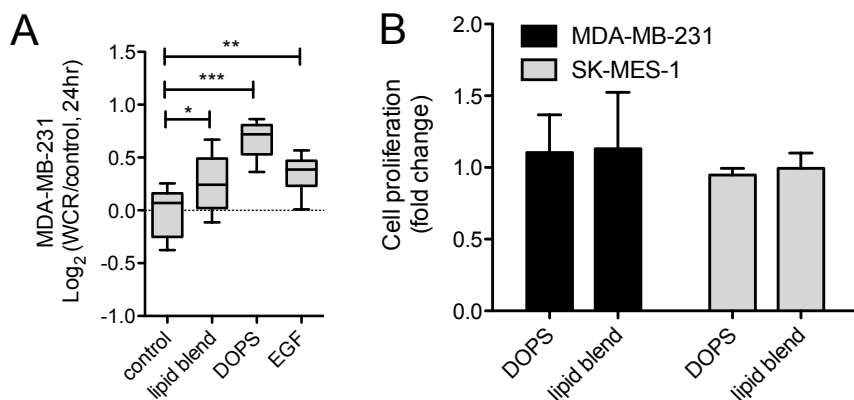 A
MDA-MB-231
Log2 (WCR/control, 24hr)
1.5
1.0
0.5
0.0
-0.5
-1.0
**
***
*
control
lipid blend
DOPS
EGF
B
Cell proliferation
(fold change)
2.0
1.5
1.0
0.5
0.0
MDA-MB-231
SK-MES-1
DOPS
lipid blend
DOPS
lipid blend